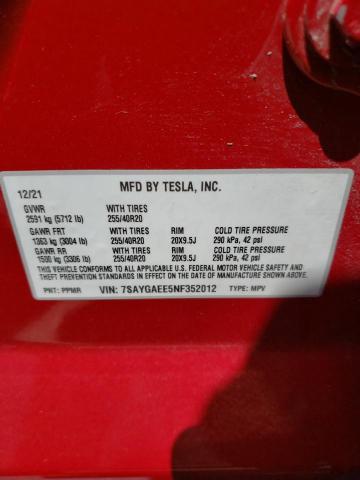 12/21 MFD BY TESLA, INC.
GVWR WITH TIRES
2591 kg (5712 lb) 255/40R20
GAWR FRT WITH TIRES RIM COLD TIRE PRESSURE
1363 kg (3004 lb) 255/40R20 20X9.5J 290 kPa, 42 psi
GAWR RR WITH TIRES RIM COLD TIRE PRESSURE
1500 kg (3306 lb) 255/40R20 20X9.5J 290 kPa, 42 psi
THIS VEHICLE CONFORMS TO ALL APPLICABLE U.S. FEDERAL MOTOR VEHICLE SAFETY AND
THEFT PREVENTION STANDARDS IN EFFECT ON THE DATE OF MANUFACTURE SHOWN ABOVE.
PNT: PPMR VIN: 7SAYGAEE5NF352012 TYPE: MPV